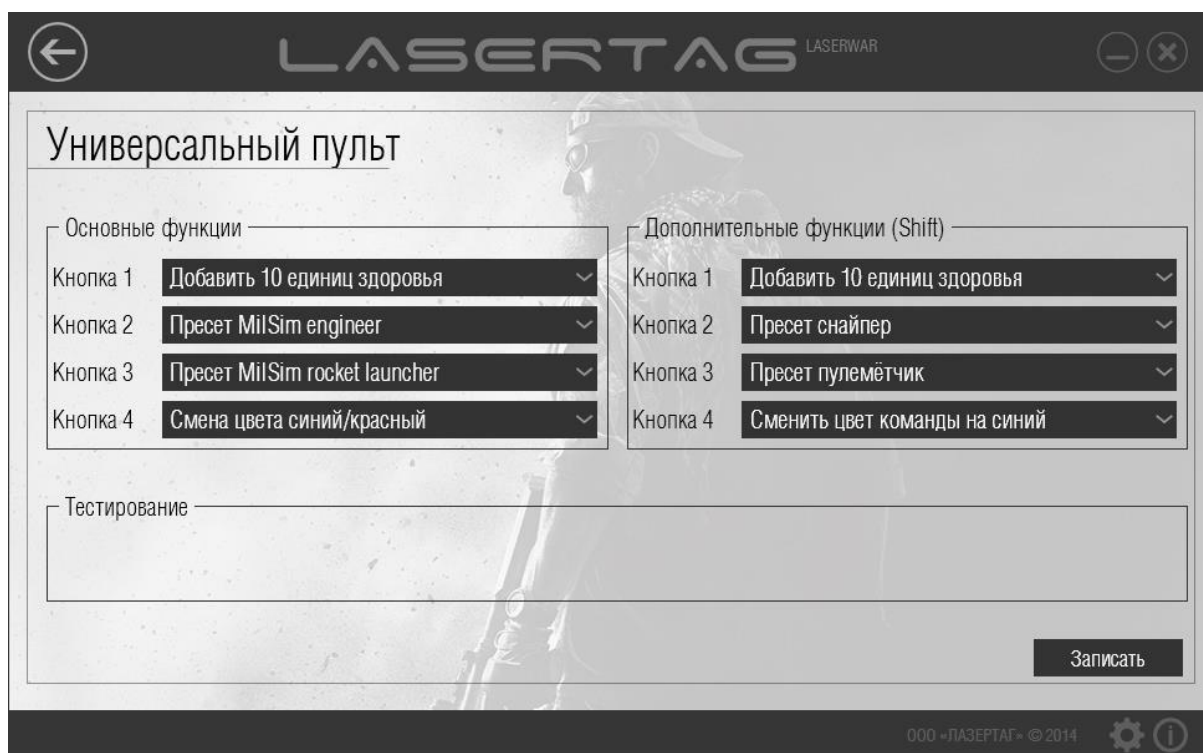 LASERTAG LASERWAR
Универсальный пульт
Основные функции
Кнопка 1 Добавить 10 единиц здоровья
Кнопка 2 Пресет MilSim engineer
Кнопка 3 Пресет MilSim rocket launcher
Кнопка 4 Смена цвета синий/красный
Дополнительные функции (Shift)
Кнопка 1 Добавить 10 единиц здоровья
Кнопка 2 Пресет снайпер
Кнопка 3 Пресет пулемётчик
Кнопка 4 Сменить цвет команды на синий
Тестирование
Записать
ООО «ЛАЗЕРТАГ» © 2014